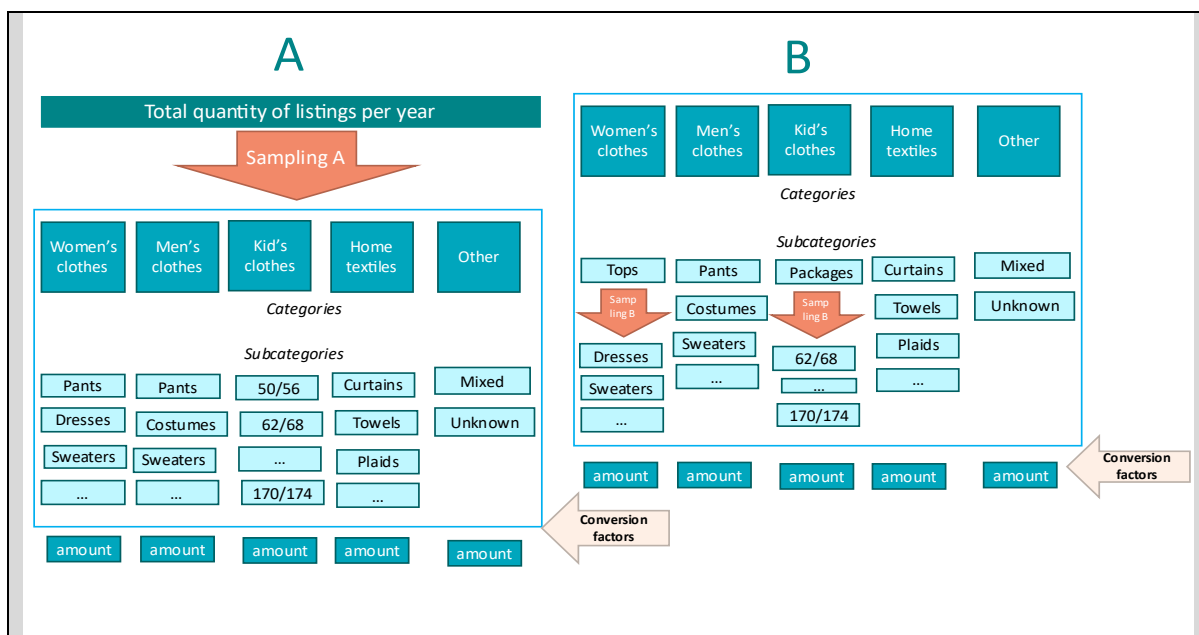 A
Total quantity of listings per year
Sampling A
Women's
clothes
Men's
clothes
Kid's
clothes
Home
textiles
Other
Categories
Subcategories
Pants
Dresses
Sweaters
...
Pants
Costumes
Sweaters
...
50/56
62/68
...
170/174
Curtains
Towels
Plaids
...
Mixed
Unknown
amount
amount
amount
amount
amount
Conversion
factors
B
Women's
clothes
Men's
clothes
Kid's
clothes
Home
textiles
Other
Categories
Subcategories
Tops
Samp
ling B
Dresses
Sweaters
...
Pants
Costumes
Sweaters
...
Packages
Samp
ling B
62/68
...
170/174
Curtains
Towels
Plaids
...
Mixed
Unknown
amount
amount
amount
amount
amount
Conversion
factors